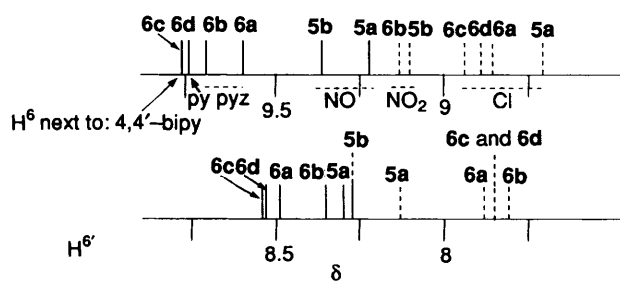 6c 6d 6b 6a 5b 5a 6b 5b 6c 6d 6a 5a
py pyz 9.5 NO NO₂ 9 Cl
H⁶ next to: 4,4′–bipy
5b 6c and 6d
6c 6d 6a 6b 5a 5a 6a 6b
H⁶′ 8.5 8
δ